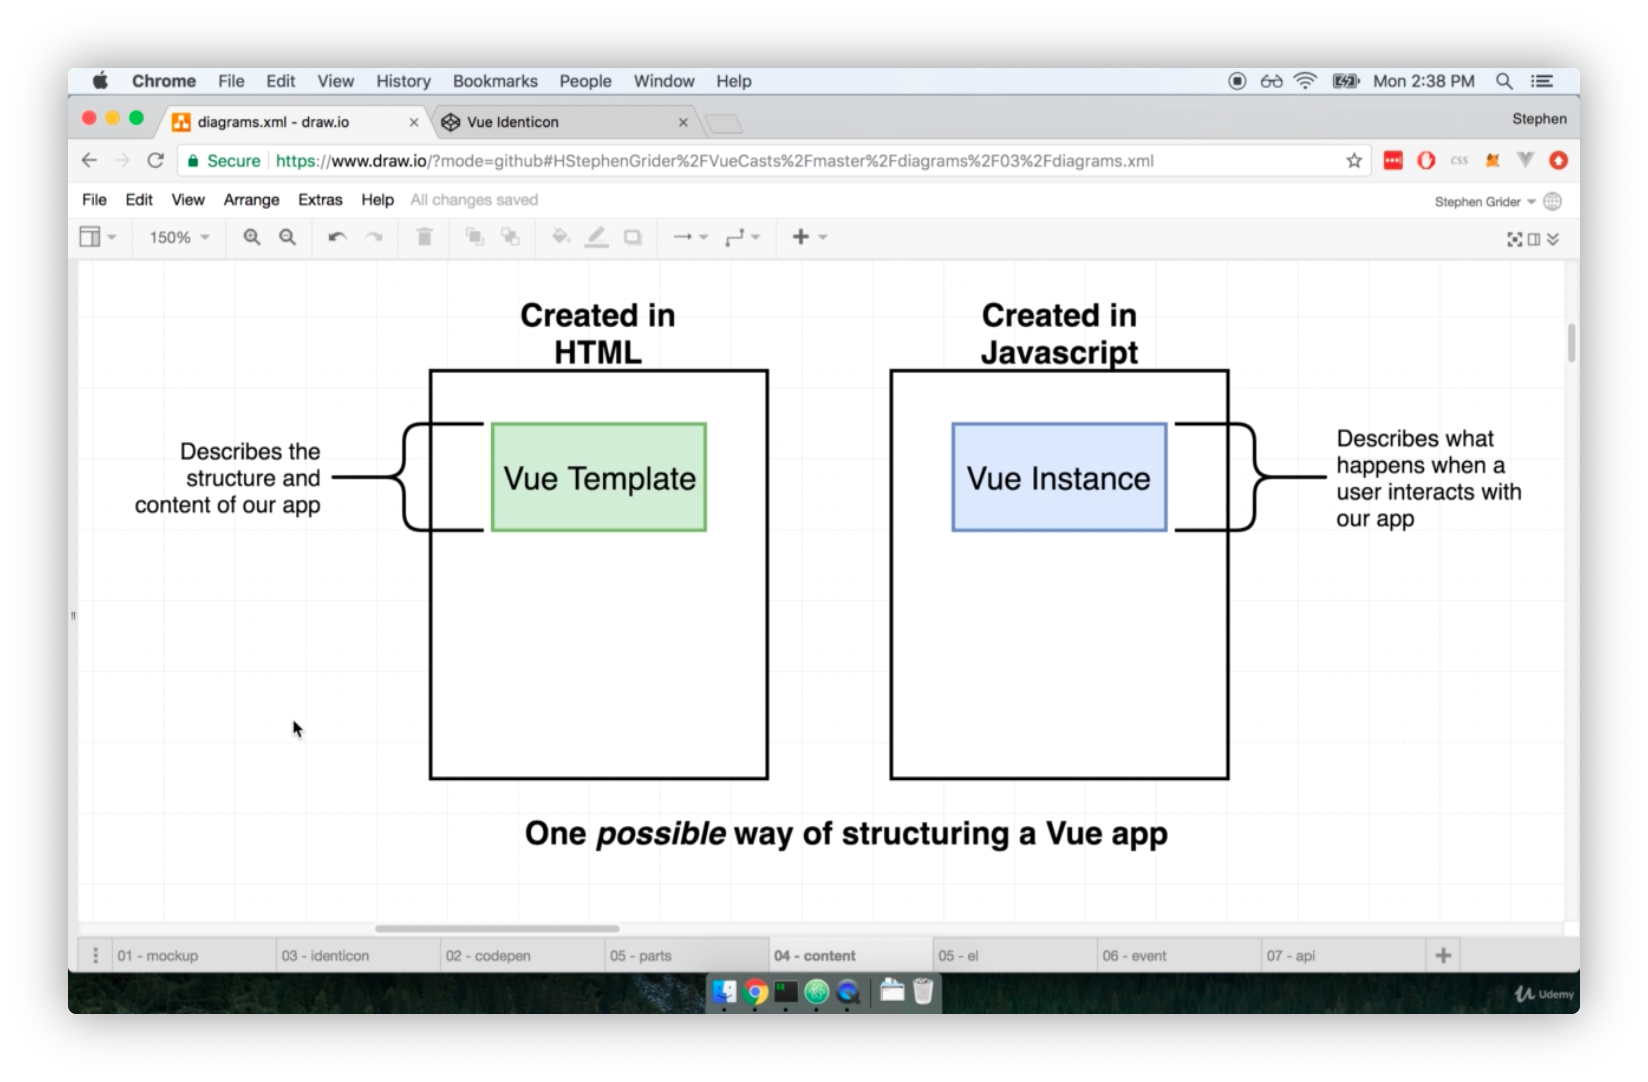 Chrome File Edit View History Bookmarks People Window Help Mon 2:38 PM
diagrams.xml - draw.io Vue Identicon Stephen
Secure https://www.draw.io/?mode=github#HStephenGrider%2FVueCasts%2Fmaster%2Fdiagrams%2F03%2Fdiagrams.xml css
File Edit View Arrange Extras Help All changes saved Stephen Grider
150%
Created in
HTML
Created in
Javascript
Describes the
structure and
content of our app
Vue Template
Vue Instance
Describes what
happens when a
user interacts with
our app
One possible way of structuring a Vue app
01 - mockup 03 - identicon 02 - codepen 05 - parts 04 - content 05 - el 06 - event 07 - api
Udemy